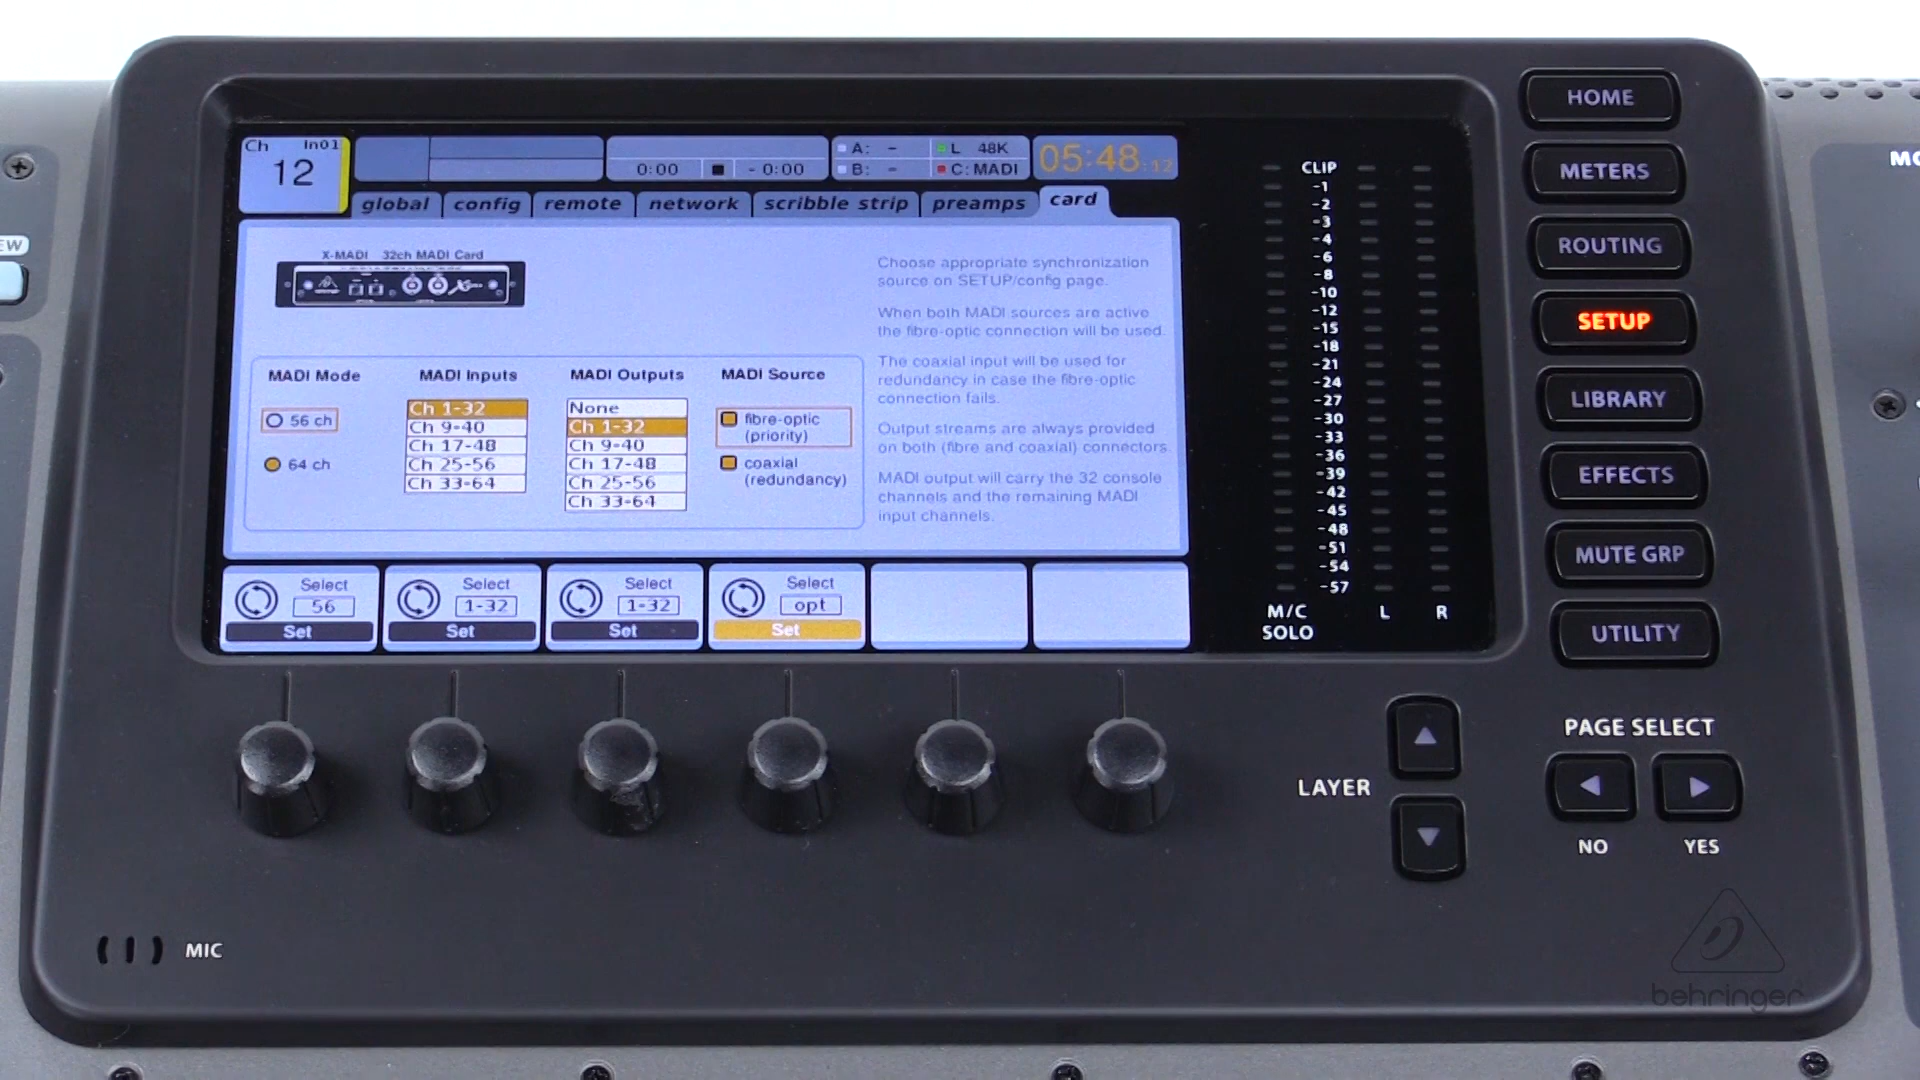 Ch In01
12
0:00 - 0:00
A: -
B: -
L 48K
C: MADI
05:48:12
global config remote network scribble strip preamps card
X-MADI 32ch MADI Card
MADI Mode
56 ch
64 ch
MADI Inputs
Ch 1-32
Ch 9-40
Ch 17-48
Ch 25-56
Ch 33-64
MADI Outputs
None
Ch 1-32
Ch 9-40
Ch 17-48
Ch 25-56
Ch 33-64
MADI Source
fibre-optic
(priority)
coaxial
(redundancy)
Choose appropriate synchronization
source on SETUP/config page.
When both MADI sources are active
the fibre-optic connection will be used.
The coaxial input will be used for
redundancy in case the fibre-optic
connection fails.
Output streams are always provided
on both (fibre and coaxial) connectors.
MADI output will carry the 32 console
channels and the remaining MADI
input channels.
Select
56
Set
Select
1-32
Set
Select
1-32
Set
Select
opt
Set
CLIP
-1
-2
-3
-4
-6
-8
-10
-12
-15
-18
-21
-24
-27
-30
-33
-36
-39
-42
-45
-48
-51
-54
-57
M/C
SOLO
L
R
HOME
METERS
ROUTING
SETUP
LIBRARY
EFFECTS
MUTE GRP
UTILITY
LAYER
PAGE SELECT
NO YES
MIC
EW
MO
behringer